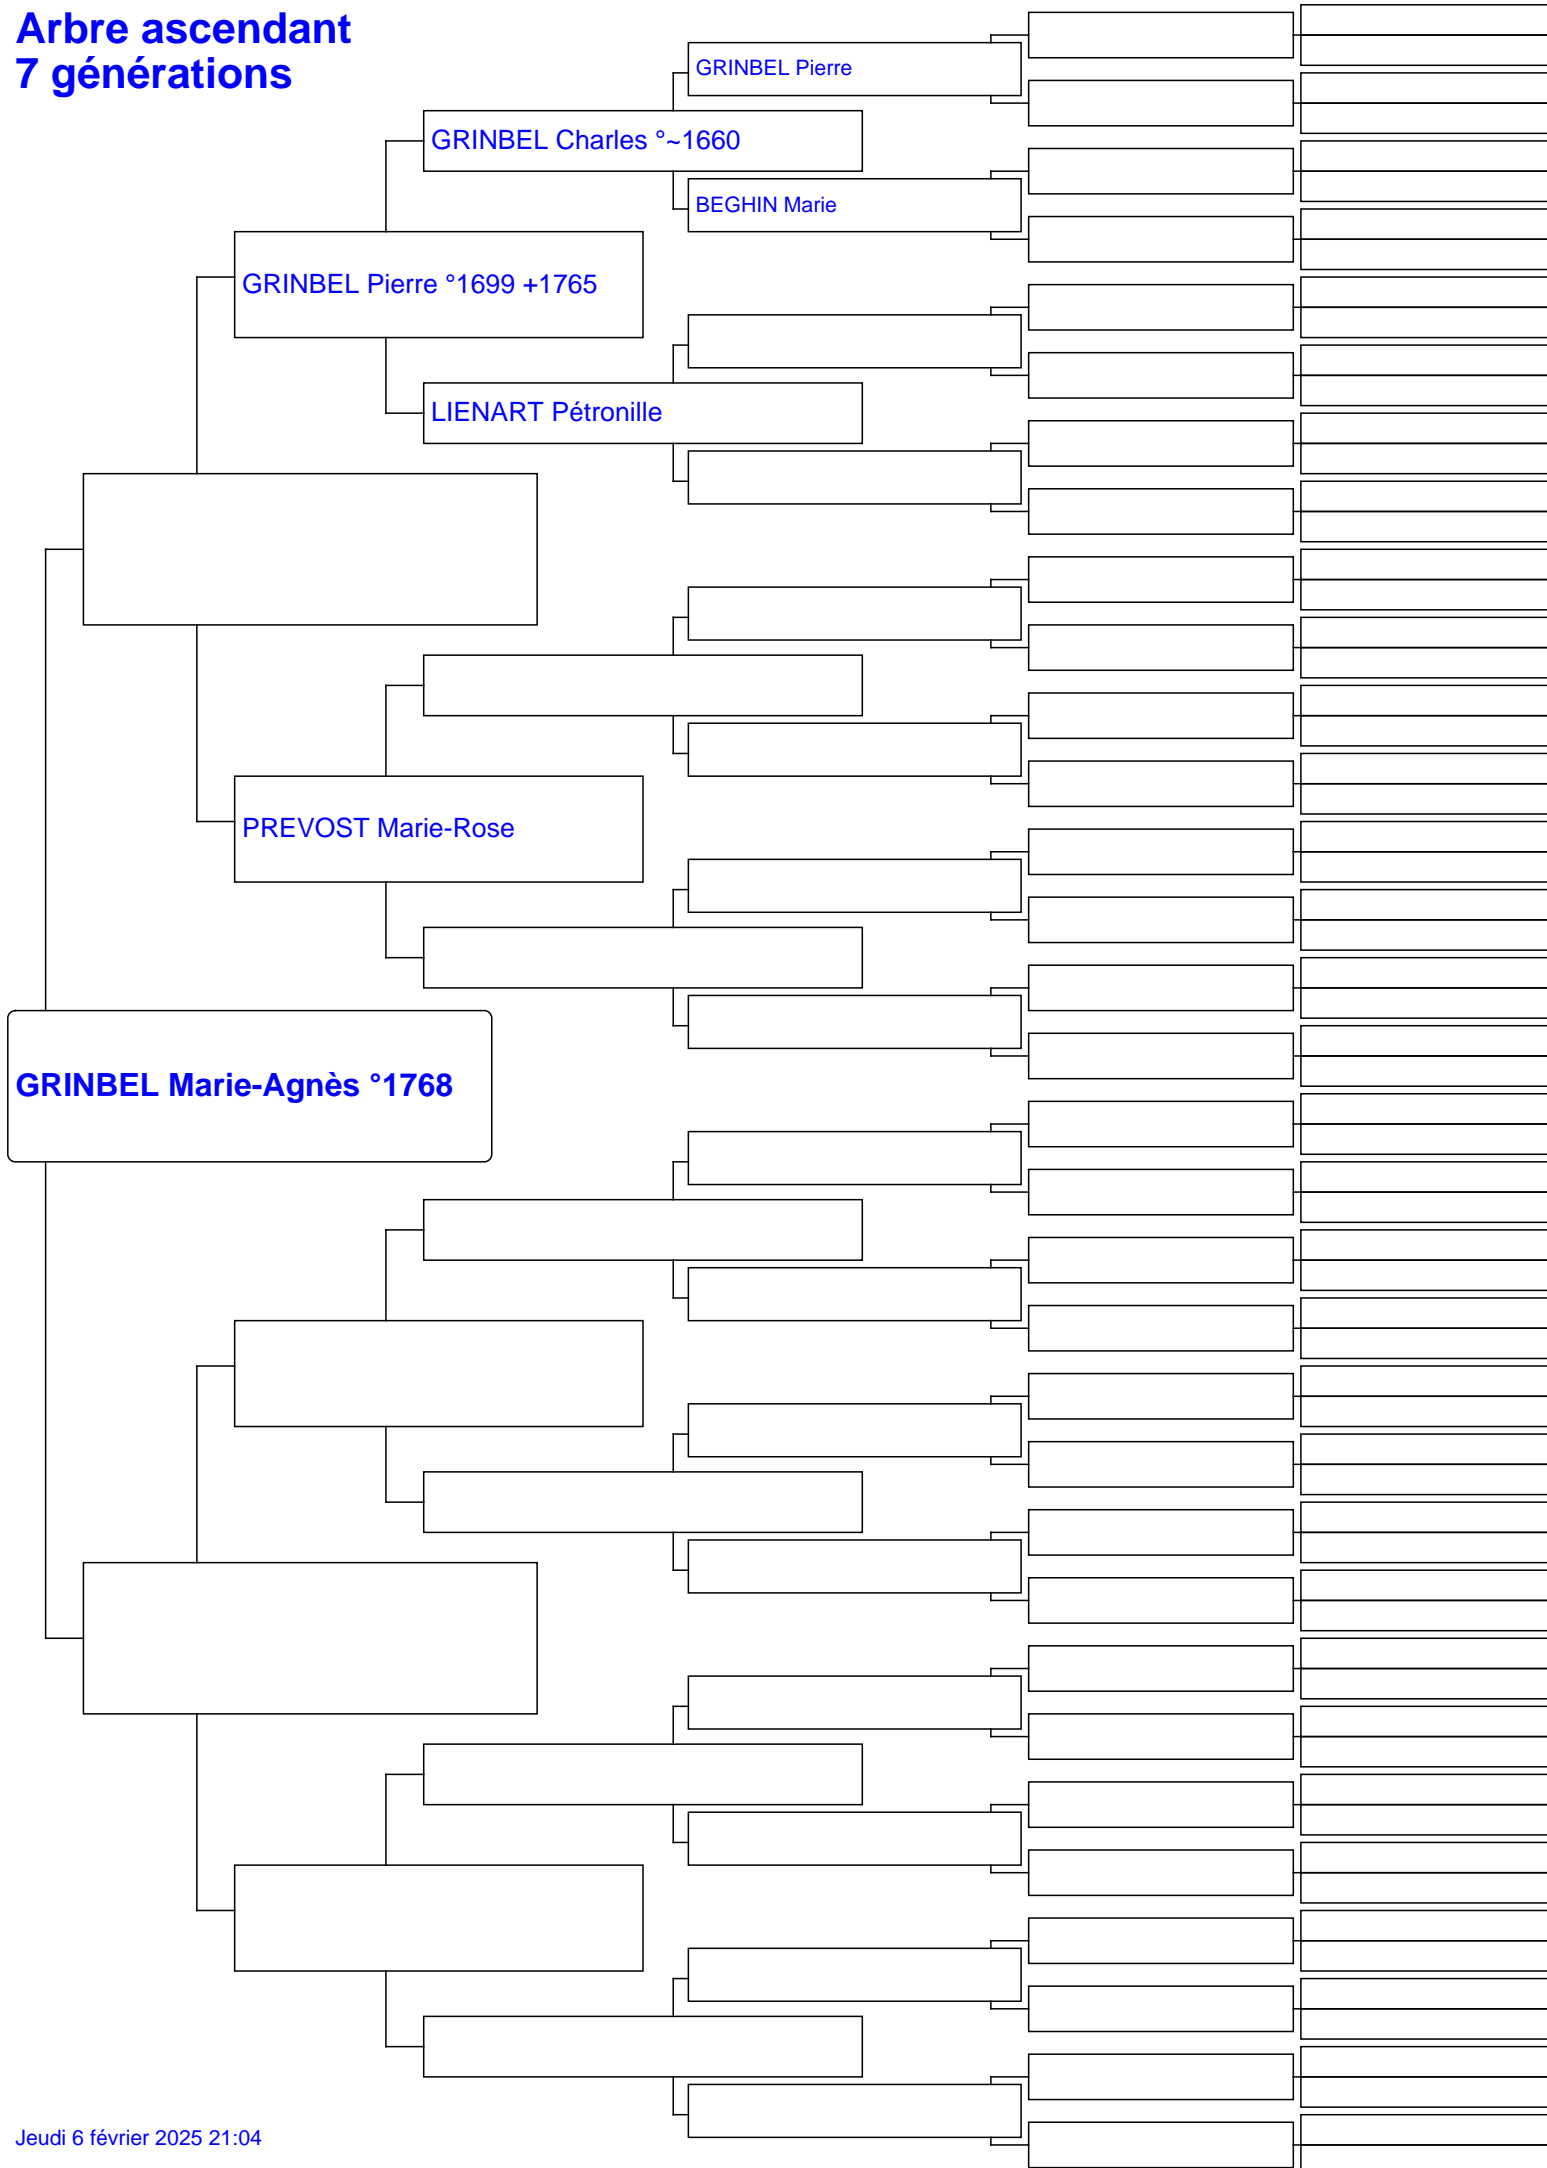 Arbre ascendant
7 générations
GRINBEL Pierre
GRINBEL Charles °~1660
BEGHIN Marie
GRINBEL Pierre °1699 +1765
LIENART Pétronille
PREVOST Marie-Rose
GRINBEL Marie-Agnès °1768
Jeudi 6 février 2025 21:04